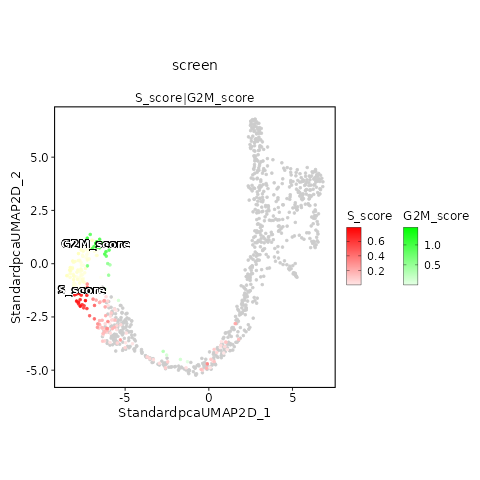 screen
S_score|G2M_score
StandardpcaUMAP2D_2
5.0
2.5
0.0
-2.5
-5.0
G2M_score
S_score
-5
0
5
StandardpcaUMAP2D_1
S_score
0.6
0.4
0.2
G2M_score
1.0
0.5